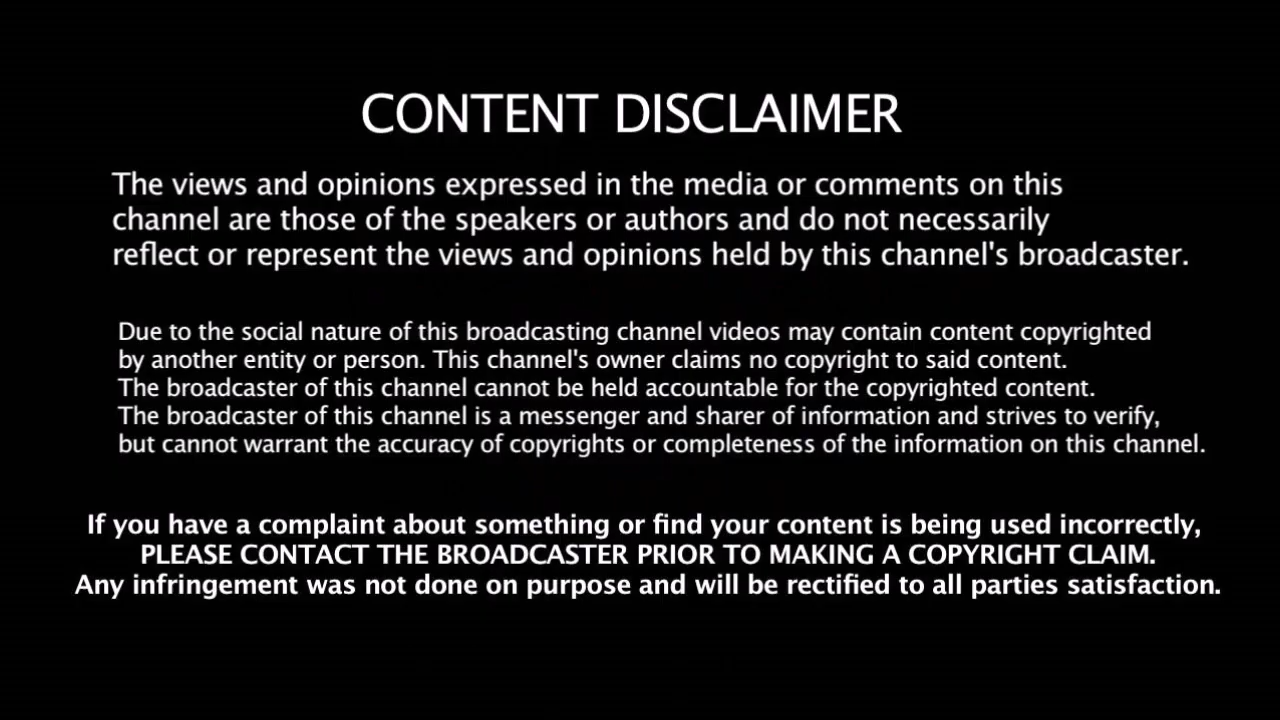 CONTENT DISCLAIMER
The views and opinions expressed in the media or comments on this
channel are those of the speakers or authors and do not necessarily
reflect or represent the views and opinions held by this channel's broadcaster.
Due to the social nature of this broadcasting channel videos may contain content copyrighted
by another entity or person. This channel's owner claims no copyright to said content.
The broadcaster of this channel cannot be held accountable for the copyrighted content.
The broadcaster of this channel is a messenger and sharer of information and strives to verify,
but cannot warrant the accuracy of copyrights or completeness of the information on this channel.
If you have a complaint about something or find your content is being used incorrectly,
PLEASE CONTACT THE BROADCASTER PRIOR TO MAKING A COPYRIGHT CLAIM.
Any infringement was not done on purpose and will be rectified to all parties satisfaction.